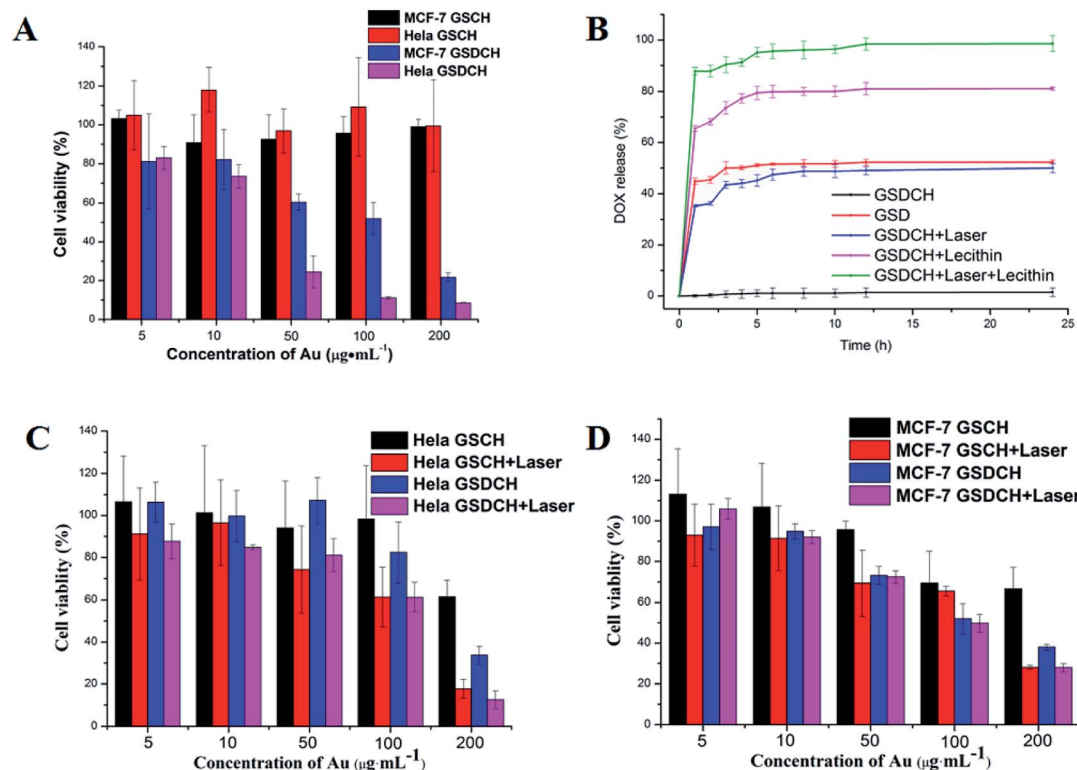 A
MCF-7 GSCH
Hela GSCH
MCF-7 GSDCH
Hela GSDCH
140
120
100
80
60
40
20
0
Cell viability (%)
5 10 50 100 200
Concentration of Au (μg•mL⁻¹)
B
100
80
60
40
20
0
DOX release (%)
GSDCH
GSD
GSDCH+Laser
GSDCH+Lecithin
GSDCH+Laser+Lecithin
0 5 10 15 20 25
Time (h)
C
Hela GSCH
Hela GSCH+Laser
Hela GSDCH
Hela GSDCH+Laser
140
120
100
80
60
40
20
0
Cell viablity (%)
5 10 50 100 200
Concentration of Au (μg·mL⁻¹)
D
MCF-7 GSCH
MCF-7 GSCH+Laser
MCF-7 GSDCH
MCF-7 GSDCH+Laser
140
120
100
80
60
40
20
0
Cell viablity (%)
5 10 50 100 200
Concentration of Au (μg·mL⁻¹)